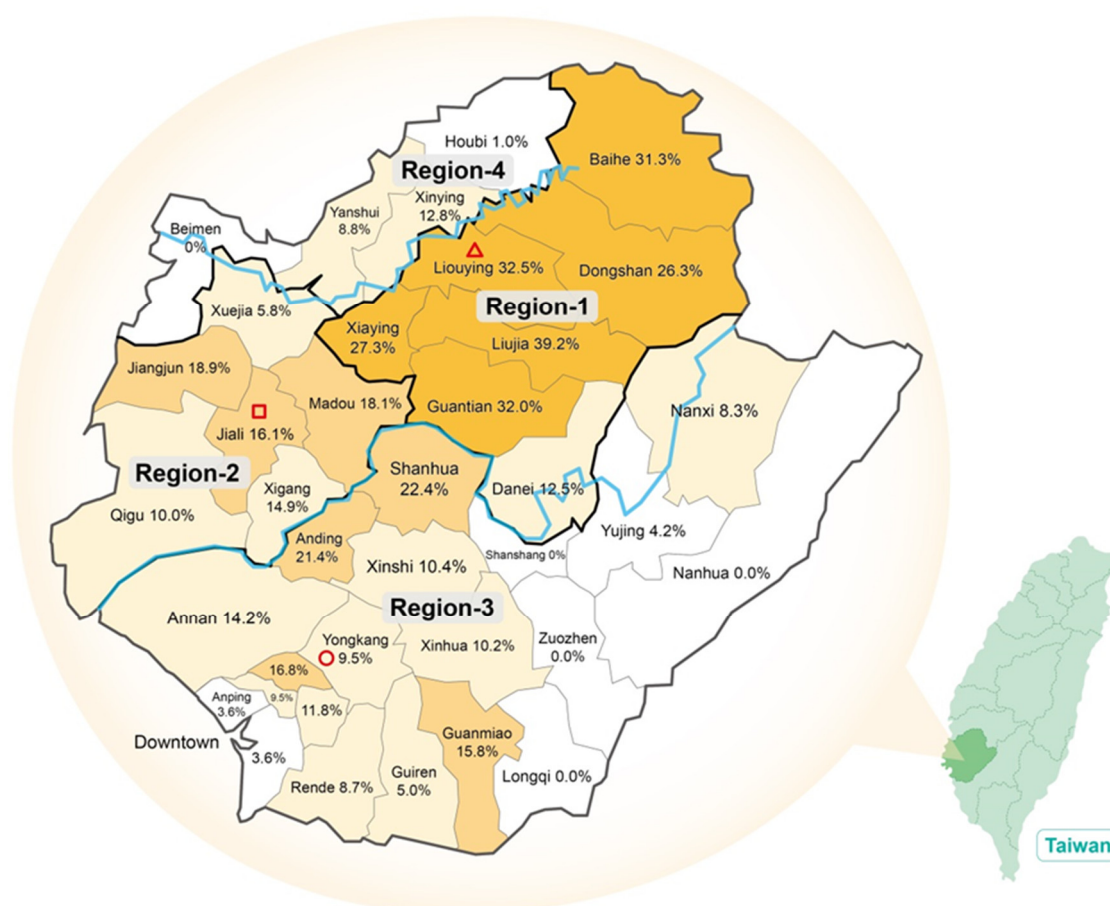 Houbi 1.0%
Baihe 31.3%
Region-4
Xinying
12.8%
Yanshui
8.8%
Beimen
0%
Liouying 32.5%
Dongshan 26.3%
Region-1
Xuejia 5.8%
Xiaying
27.3%
Liujia 39.2%
Jiangjun 18.9%
Madou 18.1%
Guantian 32.0%
Nanxi 8.3%
Jiali 16.1%
Region-2
Shanhua
22.4%
Xigang
14.9%
Danei 12.5%
Qigu 10.0%
Yujing 4.2%
Anding
21.4%
Shanshang 0%
Xinshi 10.4%
Nanhua 0.0%
Region-3
Annan 14.2%
Yongkang
9.5%
Xinhua 10.2%
Zuozhen
0.0%
16.8%
Anping
3.6%
9.5%
11.8%
Downtown
Guanmiao
15.8%
3.6%
Rende 8.7%
Guiren
5.0%
Longqi 0.0%
Taiwan